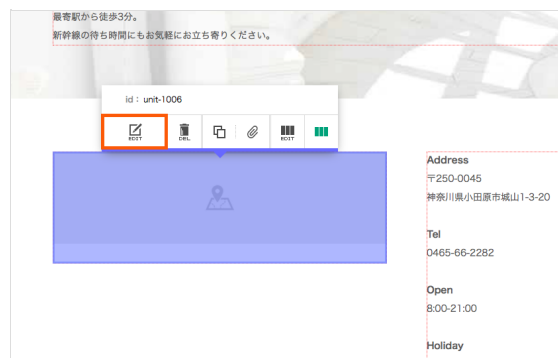 最寄駅から徒歩3分。
新幹線の待ち時間にもお気軽にお立ち寄りください。
id： unit-1006
EDIT
DEL
EDIT
Address
〒250-0045
神奈川県小田原市城山1-3-20
Tel
0465-66-2282
Open
8:00-21:00
Holiday